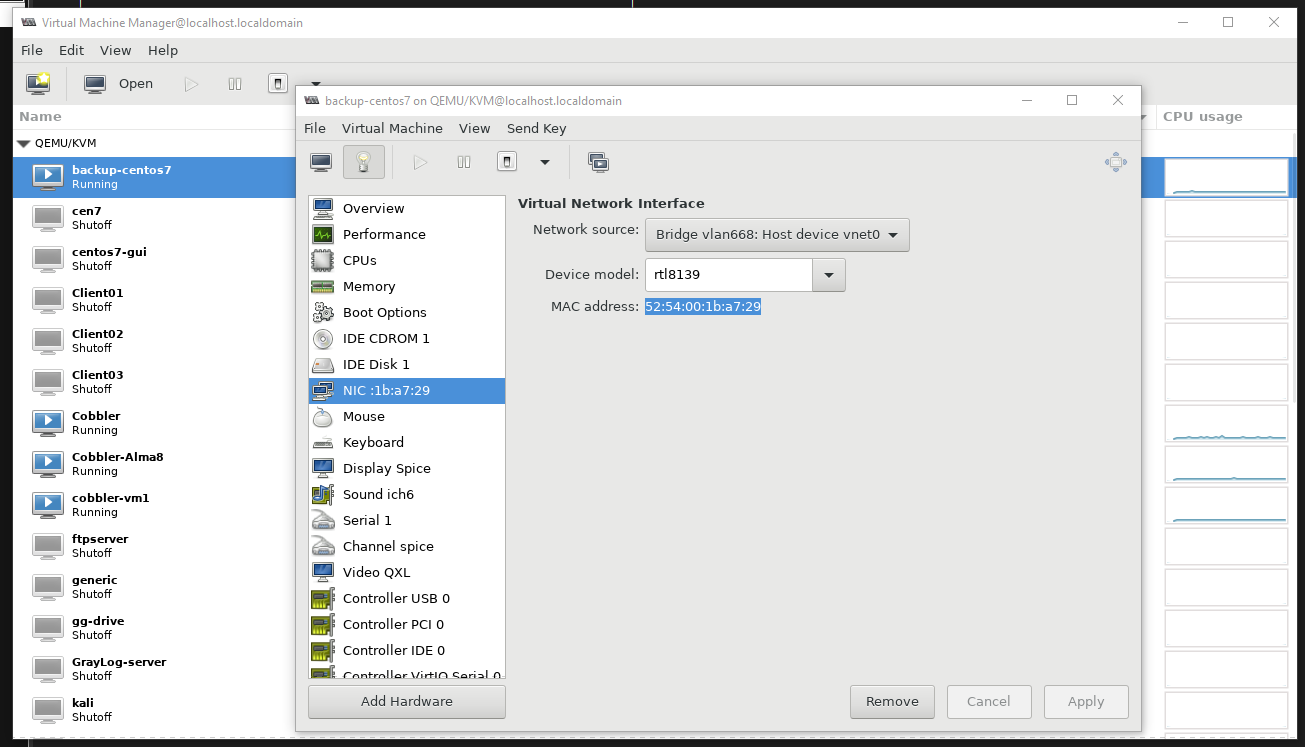 Virtual Machine Manager@localhost.localdomain
File Edit View Help
Open
Name
CPU usage
QEMU/KVM
backup-centos7
Running
cen7
Shutoff
centos7-gui
Shutoff
Client01
Shutoff
Client02
Shutoff
Client03
Shutoff
Cobbler
Running
Cobbler-Alma8
Running
cobbler-vm1
Running
ftpserver
Shutoff
generic
Shutoff
gg-drive
Shutoff
GrayLog-server
Shutoff
kali
Shutoff
backup-centos7 on QEMU/KVM@localhost.localdomain
File Virtual Machine View Send Key
Overview
Performance
CPUs
Memory
Boot Options
IDE CDROM 1
IDE Disk 1
NIC :1b:a7:29
Mouse
Keyboard
Display Spice
Sound ich6
Serial 1
Channel spice
Video QXL
Controller USB 0
Controller PCI 0
Controller IDE 0
Controller VirtIO Serial 0
Add Hardware
Virtual Network Interface
Network source: Bridge vlan668: Host device vnet0
Device model: rtl8139
MAC address: 52:54:00:1b:a7:29
Remove Cancel Apply